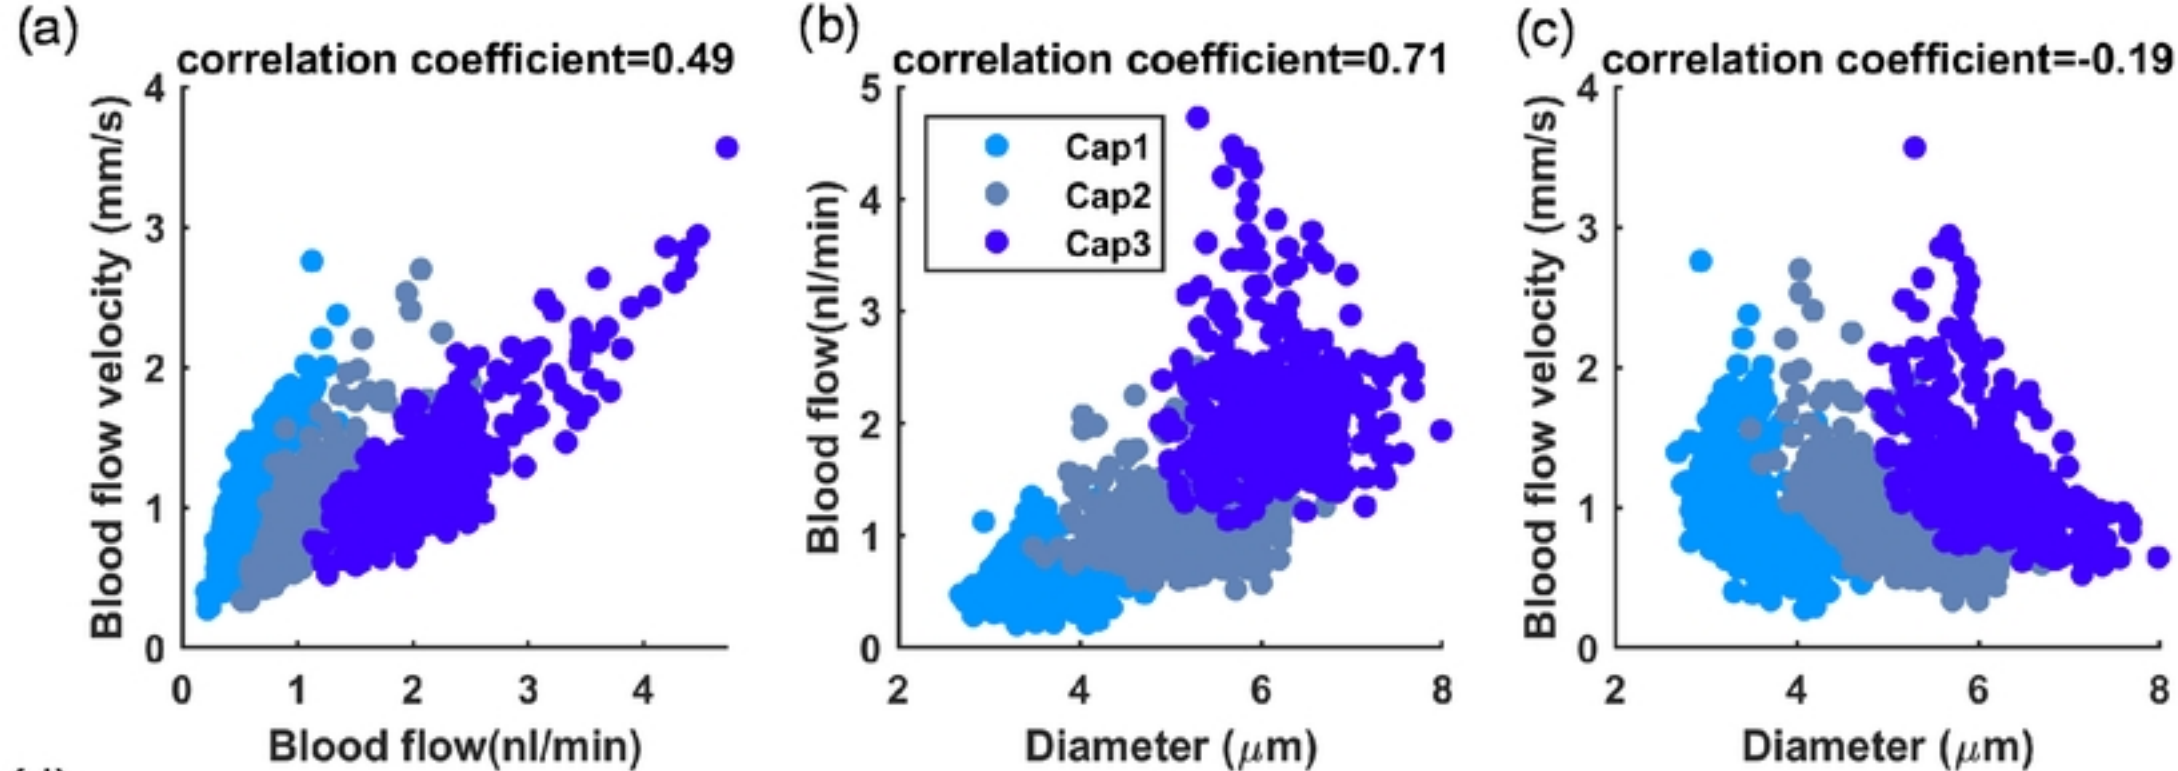 (a)
correlation coefficient=0.49
Blood flow velocity (mm/s)
4
3
2
1
0
0 1 2 3 4
Blood flow(nl/min)
(b)
correlation coefficient=0.71
Blood flow(nl/min)
5
4
3
2
1
0
Cap1
Cap2
Cap3
2 4 6 8
Diameter (μm)
(c)
correlation coefficient=-0.19
Blood flow velocity (mm/s)
4
3
2
1
0
2 4 6 8
Diameter (μm)